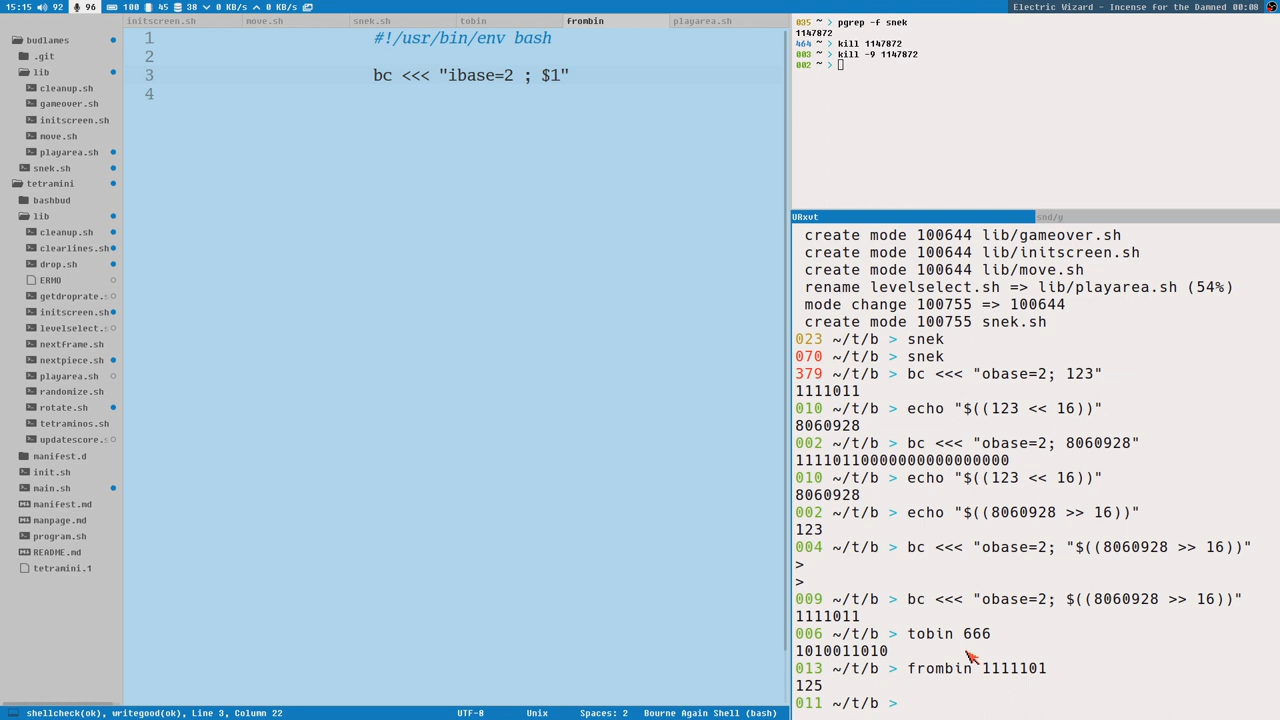 15:15 92 96 100 45 38 0 KB/s 0 KB/s
Electric Wizard - Incense for the Damned 00:08
initscreen.sh move.sh snek.sh tobin frombin playarea.sh
budlames
.git
lib
cleanup.sh
gameover.sh
initscreen.sh
move.sh
playarea.sh
snek.sh
tetramini
bashbud
lib
cleanup.sh
clearlines.sh
drop.sh
ERMO
getdroprate.s
initscreen.sh
levelselect.s
nextframe.sh
nextpiece.sh
playarea.sh
randomize.sh
rotate.sh
tetraminos.sh
updatescore.s
manifest.d
init.sh
main.sh
manifest.md
manpage.md
program.sh
README.md
tetramini.1
1 #!/usr/bin/env bash
2
3 bc <<< "ibase=2 ; $1"
4
shellcheck(ok), writegood(ok), Line 3, Column 22 UTF-8 Unix Spaces: 2 Bourne Again Shell (bash)
035 ~ > pgrep -f snek
1147872
464 ~ > kill 1147872
003 ~ > kill -9 1147872
002 ~ >
URxvt snd/y
create mode 100644 lib/gameover.sh
create mode 100644 lib/initscreen.sh
create mode 100644 lib/move.sh
rename levelselect.sh => lib/playarea.sh (54%)
mode change 100755 => 100644
create mode 100755 snek.sh
023 ~/t/b > snek
070 ~/t/b > snek
379 ~/t/b > bc <<< "obase=2; 123"
1111011
010 ~/t/b > echo "$((123 << 16))"
8060928
002 ~/t/b > bc <<< "obase=2; 8060928"
11110110000000000000000
010 ~/t/b > echo "$((123 << 16))"
8060928
002 ~/t/b > echo "$((8060928 >> 16))"
123
004 ~/t/b > bc <<< "obase=2; "$((8060928 >> 16))"
>
>
009 ~/t/b > bc <<< "obase=2; $((8060928 >> 16))"
1111011
006 ~/t/b > tobin 666
1010011010
013 ~/t/b > frombin 1111101
125
011 ~/t/b >